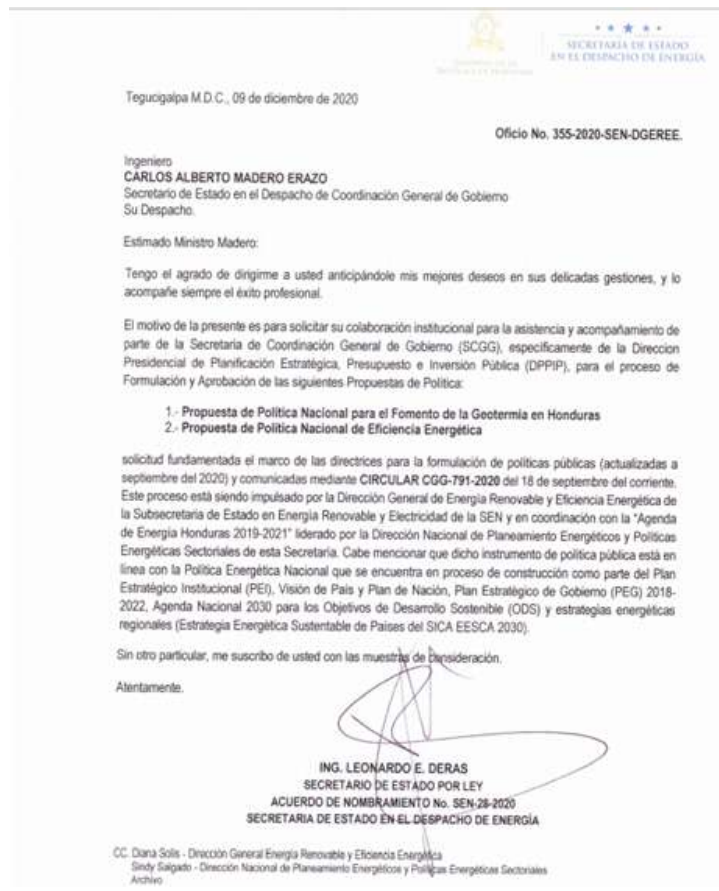 SECRETARÍA DE ESTADO
EN EL DESPACHO DE ENERGÍA
Tegucigalpa M.D.C., 09 de diciembre de 2020
Oficio No. 355-2020-SEN-DGEREE.
Ingeniero
CARLOS ALBERTO MADERO ERAZO
Secretario de Estado en el Despacho de Coordinación General de Gobierno
Su Despacho.
Estimado Ministro Madero:
Tengo el agrado de dirigirme a usted anticipándole mis mejores deseos en sus delicadas gestiones, y lo
acompañe siempre el éxito profesional.
El motivo de la presente es para solicitar su colaboración institucional para la asistencia y acompañamiento de
parte de la Secretaria de Coordinación General de Gobierno (SCGG), específicamente de la Direccion
Presidencial de Planificación Estratégica, Presupuesto e Inversión Pública (DPPIP), para el proceso de
Formulación y Aprobación de las siguientes Propuestas de Política:
1.- Propuesta de Política Nacional para el Fomento de la Geotermia en Honduras
2.- Propuesta de Política Nacional de Eficiencia Energética
solicitud fundamentada el marco de las directrices para la formulación de políticas públicas (actualizadas a
septiembre del 2020) y comunicadas mediante CIRCULAR CGG-791-2020 del 18 de septiembre del corriente.
Este proceso está siendo impulsado por la Dirección General de Energía Renovable y Eficiencia Energética de
la Subsecretaria de Estado en Energía Renovable y Electricidad de la SEN y en coordinación con la "Agenda
de Energía Honduras 2019-2021" liderado por la Dirección Nacional de Planeamiento Energéticos y Políticas
Energéticas Sectoriales de esta Secretaria. Cabe mencionar que dicho instrumento de política pública está en
línea con la Política Energética Nacional que se encuentra en proceso de construcción como parte del Plan
Estratégico Institucional (PEI), Visión de País y Plan de Nación, Plan Estratégico de Gobierno (PEG) 2018-
2022, Agenda Nacional 2030 para los Objetivos de Desarrollo Sostenible (ODS) y estrategias energéticas
regionales (Estrategia Energética Sustentable de Países del SICA EESCA 2030).
Sin otro particular, me suscribo de usted con las muestras de consideración.
Atentamente.
ING. LEONARDO E. DERAS
SECRETARIO DE ESTADO POR LEY
ACUERDO DE NOMBRAMIENTO No. SEN-28-2020
SECRETARIA DE ESTADO EN EL DESPACHO DE ENERGÍA
CC. Diana Solis - Dirección General Energía Renovable y Eficiencia Energética
Sindy Salgado - Dirección Nacional de Planeamiento Energéticos y Políticas Energéticas Sectoriales
Archivo